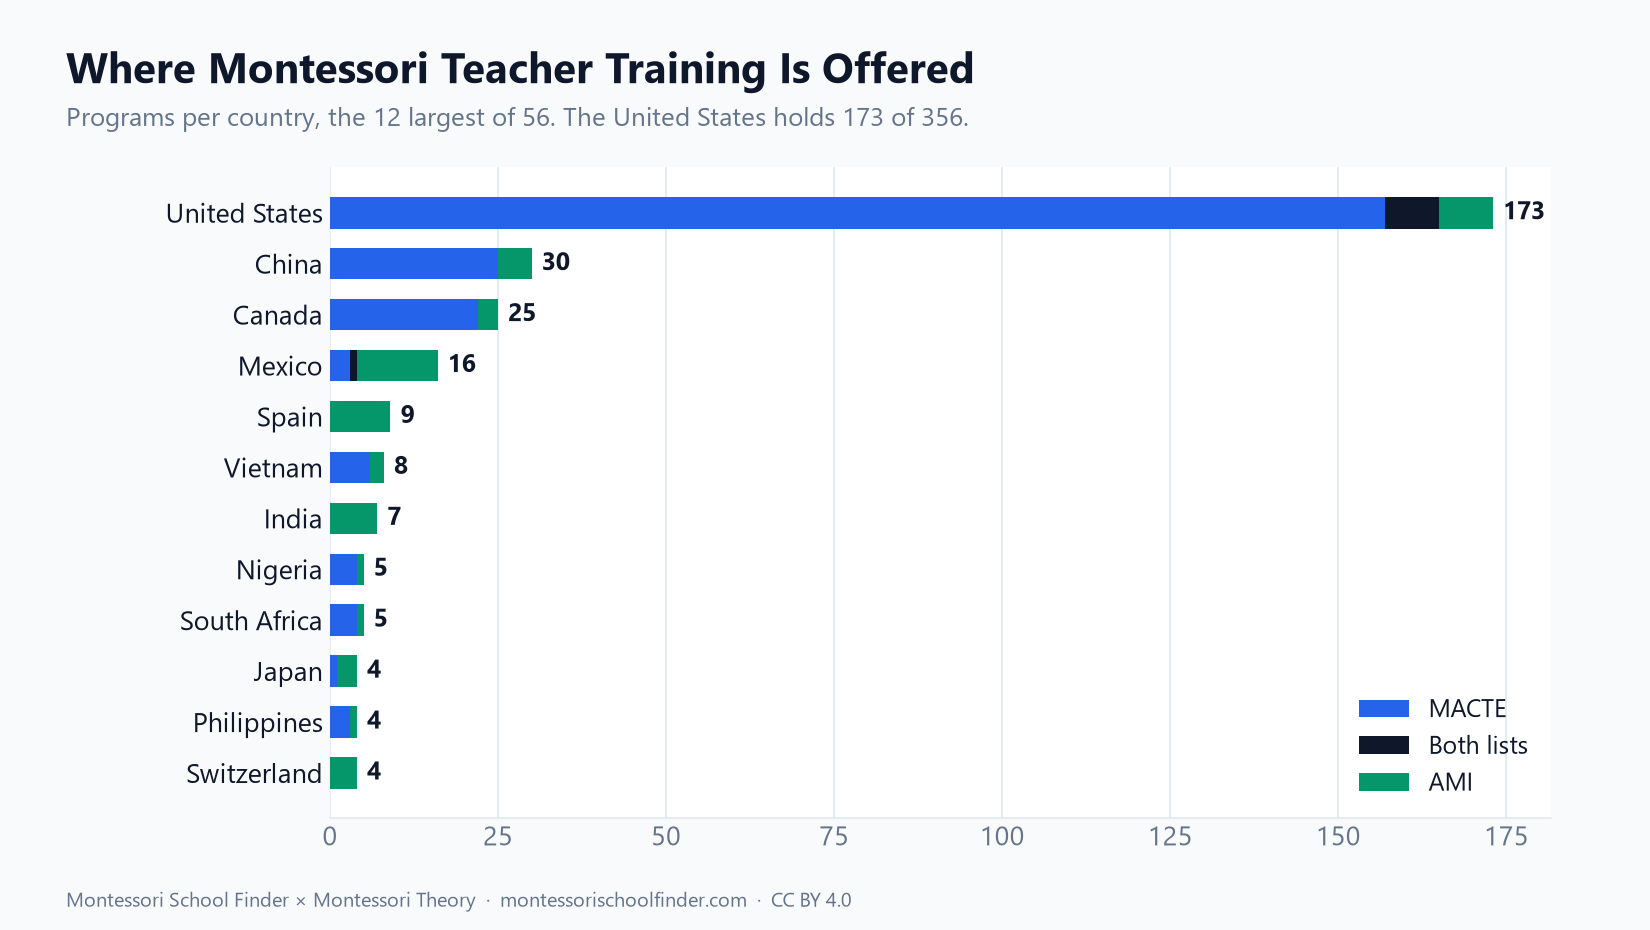 Where Montessori Teacher Training Is Offered
Programs per country, the 12 largest of 56. The United States holds 173 of 356.
United States 173
China 30
Canada 25
Mexico 16
Spain 9
Vietnam 8
India 7
Nigeria 5
South Africa 5
Japan 4
Philippines 4
Switzerland 4
MACTE
Both lists
AMI
0 25 50 75 100 125 150 175
Montessori School Finder × Montessori Theory · montessorischoolfinder.com · CC BY 4.0